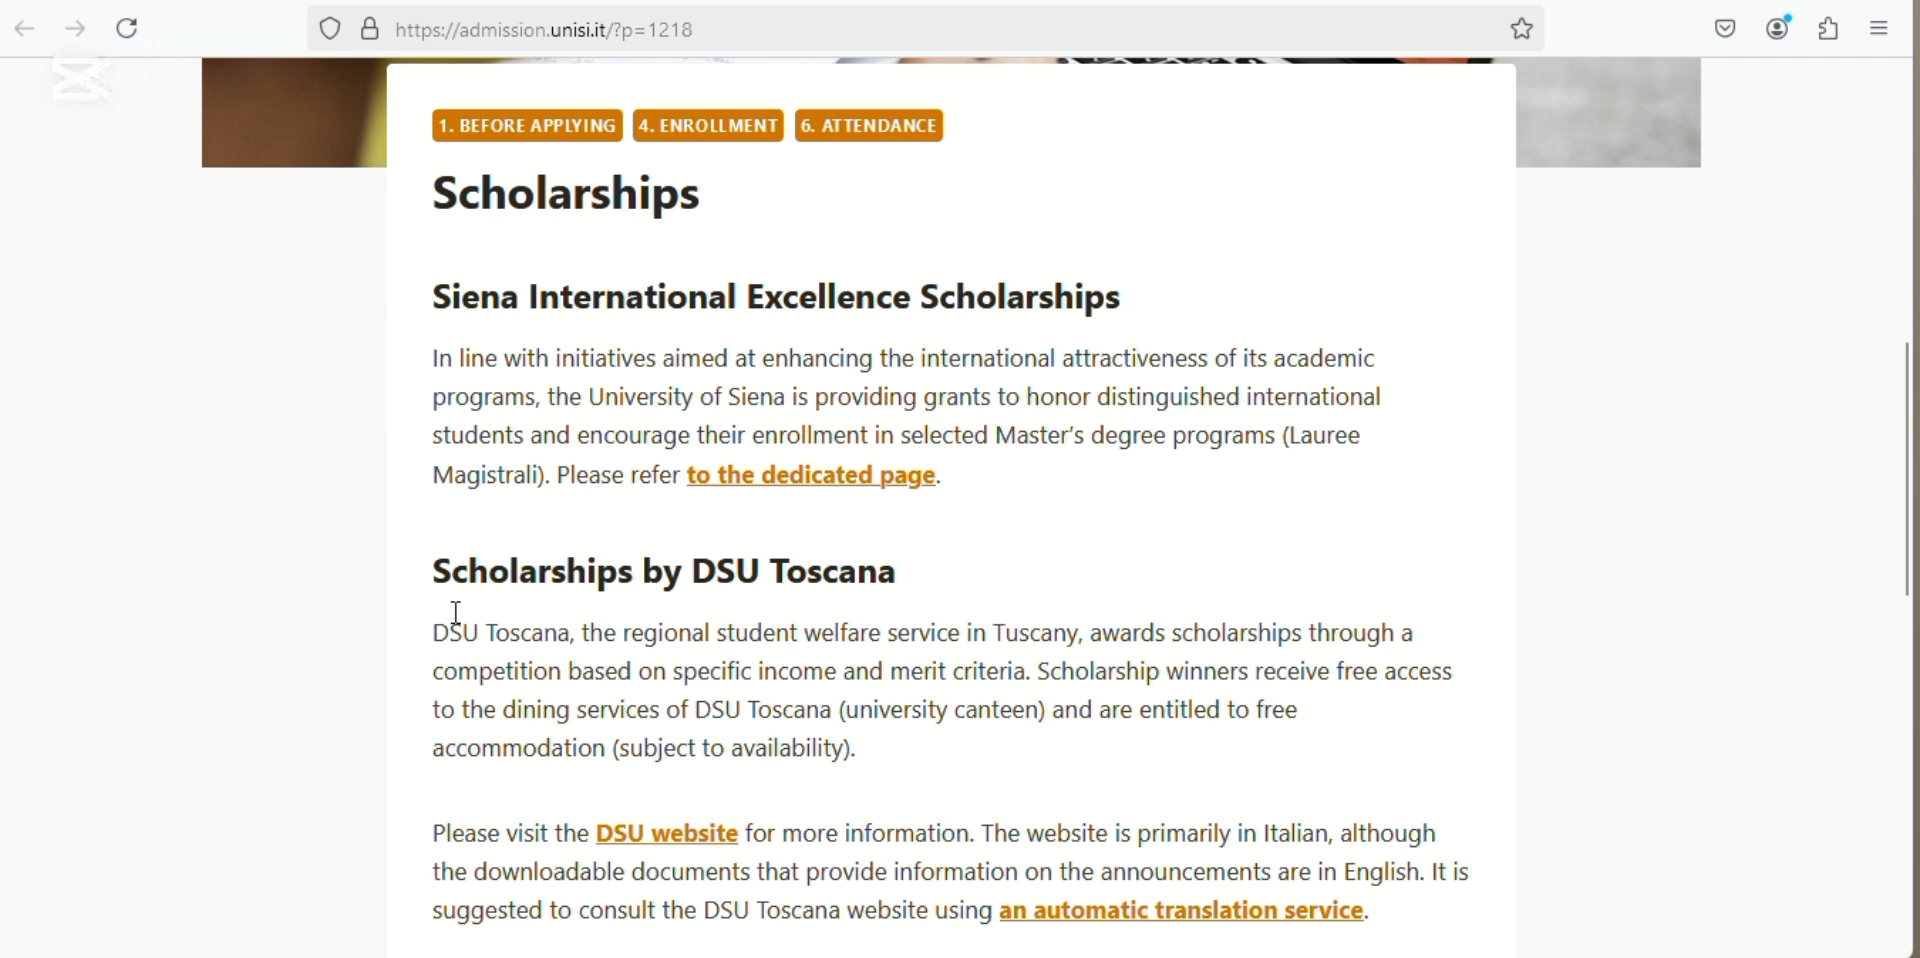 https://admission.unisi.it/?p=1218
1. BEFORE APPLYING 4. ENROLLMENT 6. ATTENDANCE
Scholarships
Siena International Excellence Scholarships
In line with initiatives aimed at enhancing the international attractiveness of its academic
programs, the University of Siena is providing grants to honor distinguished international
students and encourage their enrollment in selected Master's degree programs (Lauree
Magistrali). Please refer to the dedicated page.
Scholarships by DSU Toscana
DSU Toscana, the regional student welfare service in Tuscany, awards scholarships through a
competition based on specific income and merit criteria. Scholarship winners receive free access
to the dining services of DSU Toscana (university canteen) and are entitled to free
accommodation (subject to availability).
Please visit the DSU website for more information. The website is primarily in Italian, although
the downloadable documents that provide information on the announcements are in English. It is
suggested to consult the DSU Toscana website using an automatic translation service.